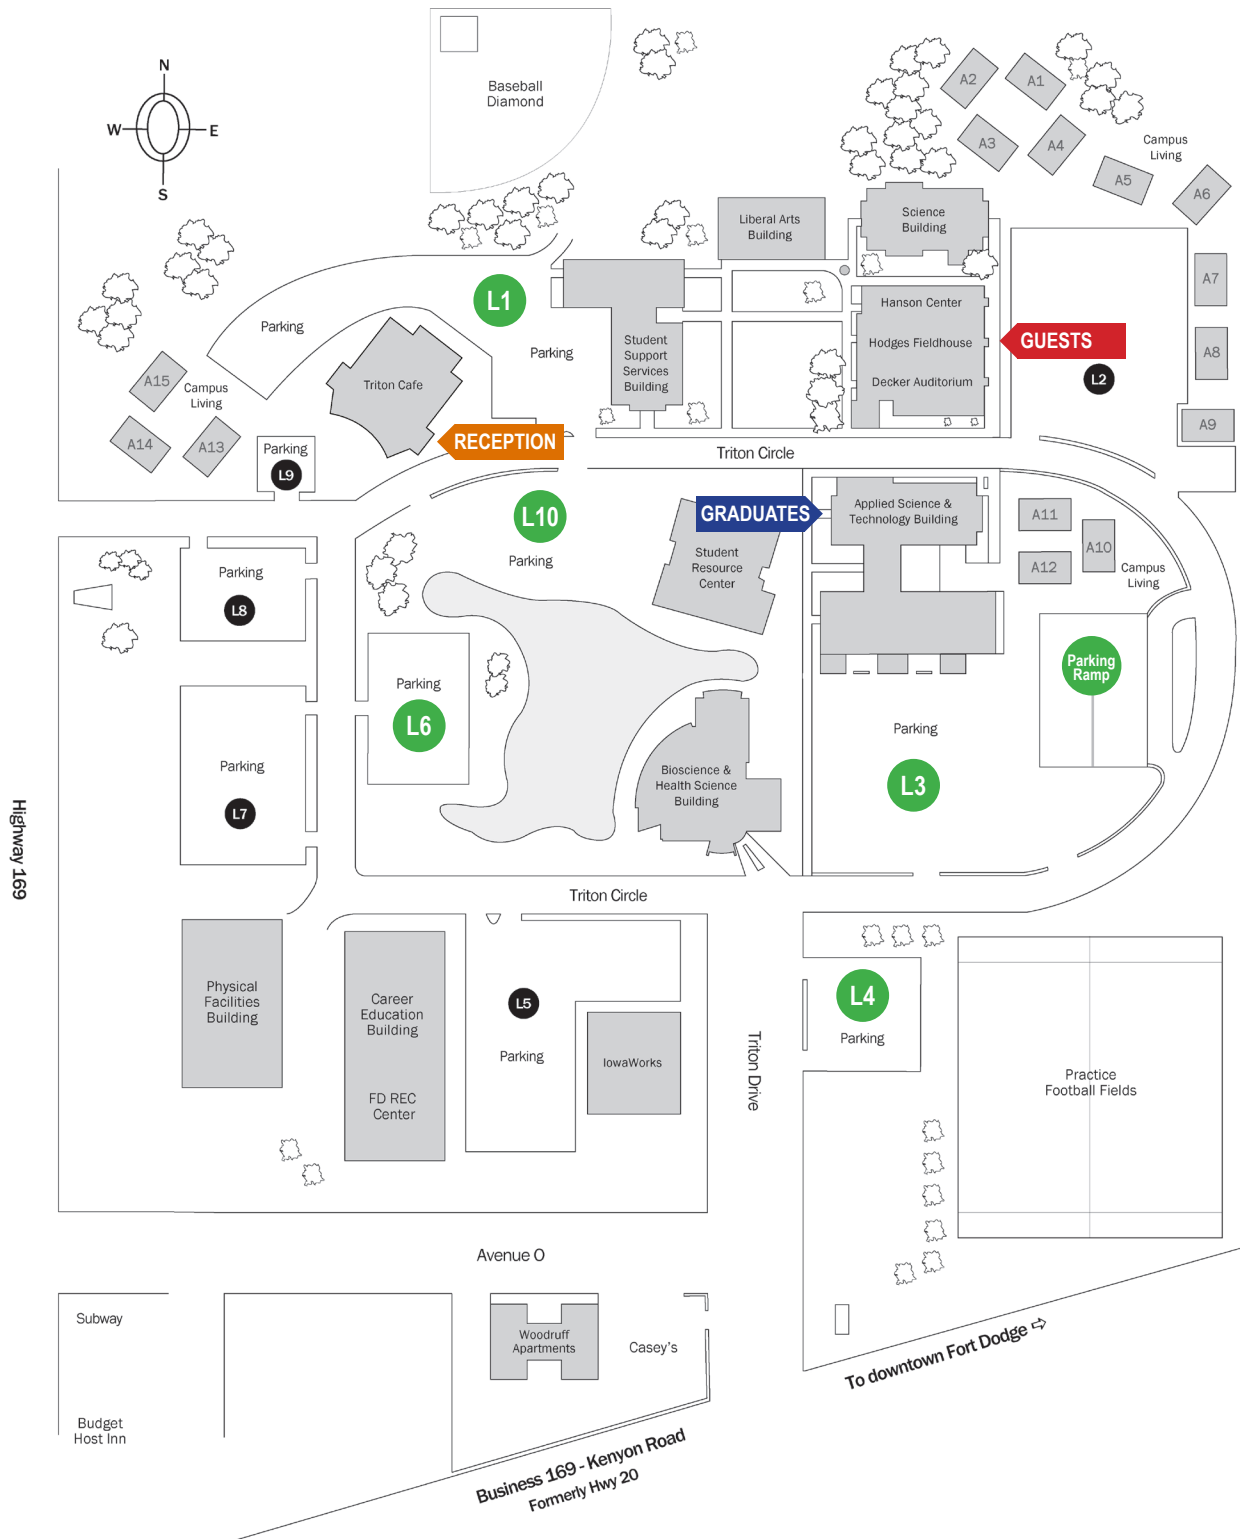 N
W
E
S
Baseball
Diamond
A2
A1
A3
A4
Campus
Living
A5
A6
Liberal Arts
Building
Science
Building
A7
L1
Parking
Hanson Center
Student
Support
Services
Building
Parking
Hodges Fieldhouse
GUESTS
A8
Triton Cafe
Decker Auditorium
L2
A15
Campus
Living
A14
A13
A9
Parking
L9
RECEPTION
Triton Circle
L10
Parking
GRADUATES
Applied Science &
Technology Building
A11
A10
A12
Campus
Living
Student
Resource
Center
Parking
L8
Parking
L6
Parking
Ramp
Parking
L3
Parking
L7
Bioscience &
Health Science
Building
Highway 169
Triton Circle
Physical
Facilities
Building
Career
Education
Building
FD REC
Center
L5
Parking
IowaWorks
Triton Drive
L4
Parking
Practice
Football Fields
Avenue O
Subway
Woodruff
Apartments
Casey's
To downtown Fort Dodge ⇨
Budget
Host Inn
Business 169 - Kenyon Road
Formerly Hwy 20